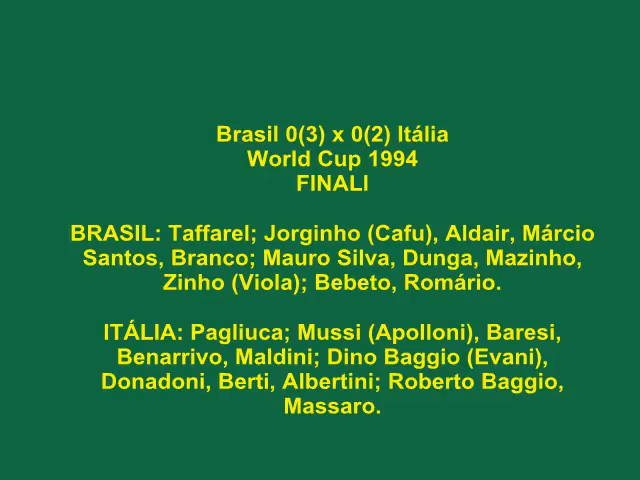 Brasil 0(3) x 0(2) Itália
World Cup 1994
FINALI
BRASIL: Taffarel; Jorginho (Cafu), Aldair, Márcio
Santos, Branco; Mauro Silva, Dunga, Mazinho,
Zinho (Viola); Bebeto, Romário.
ITÁLIA: Pagliuca; Mussi (Apolloni), Baresi,
Benarrivo, Maldini; Dino Baggio (Evani),
Donadoni, Berti, Albertini; Roberto Baggio,
Massaro.